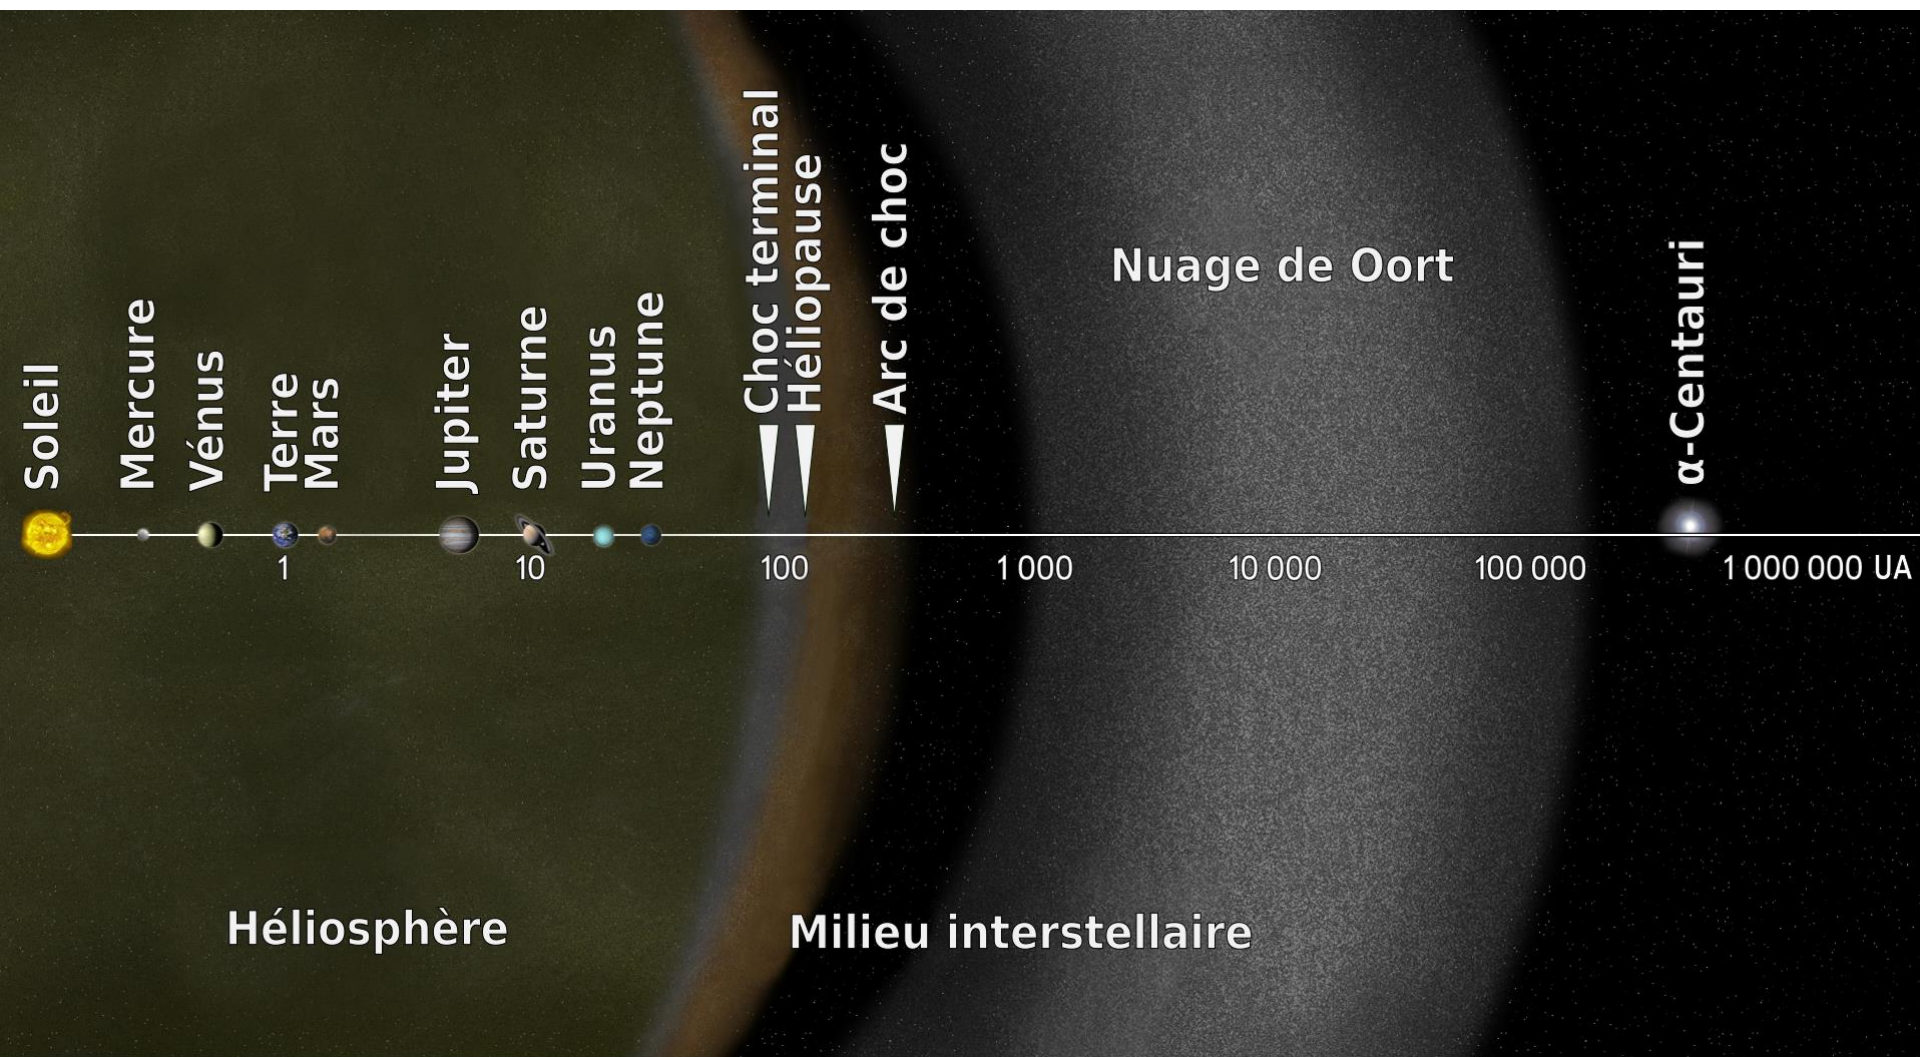 Soleil
Mercure
Vénus
Terre
Mars
Jupiter
Saturne
Uranus
Neptune
Choc terminal
Héliopause
Arc de choc
Nuage de Oort
α-Centauri
1 10 100 1 000 10 000 100 000 1 000 000 UA
Héliosphère
Milieu interstellaire